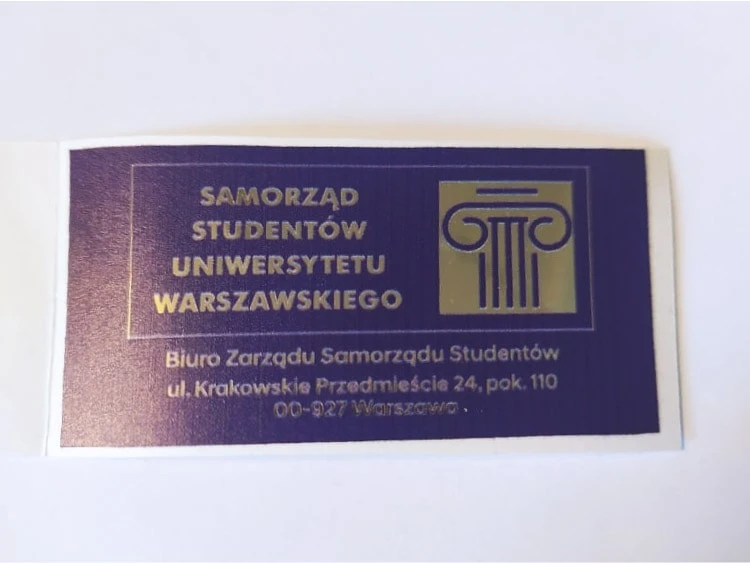 SAMORZĄD
STUDENTÓW
UNIWERSYTETU
WARSZAWSKIEGO
Biuro Zarządu Samorządu Studentów
ul. Krakowskie Przedmieście 24, pok. 110
00-927 Warszawa